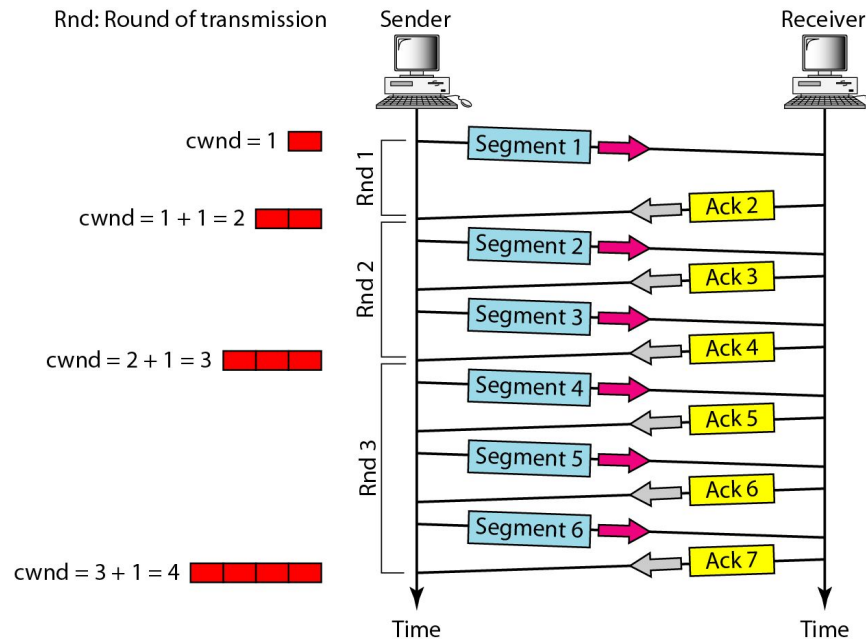 Rnd: Round of transmission
Sender
Receiver
cwnd = 1
Rnd 1
Segment 1
Ack 2
cwnd = 1 + 1 = 2
Rnd 2
Segment 2
Ack 3
Segment 3
Ack 4
cwnd = 2 + 1 = 3
Rnd 3
Segment 4
Ack 5
Segment 5
Ack 6
Segment 6
Ack 7
cwnd = 3 + 1 = 4
Time
Time